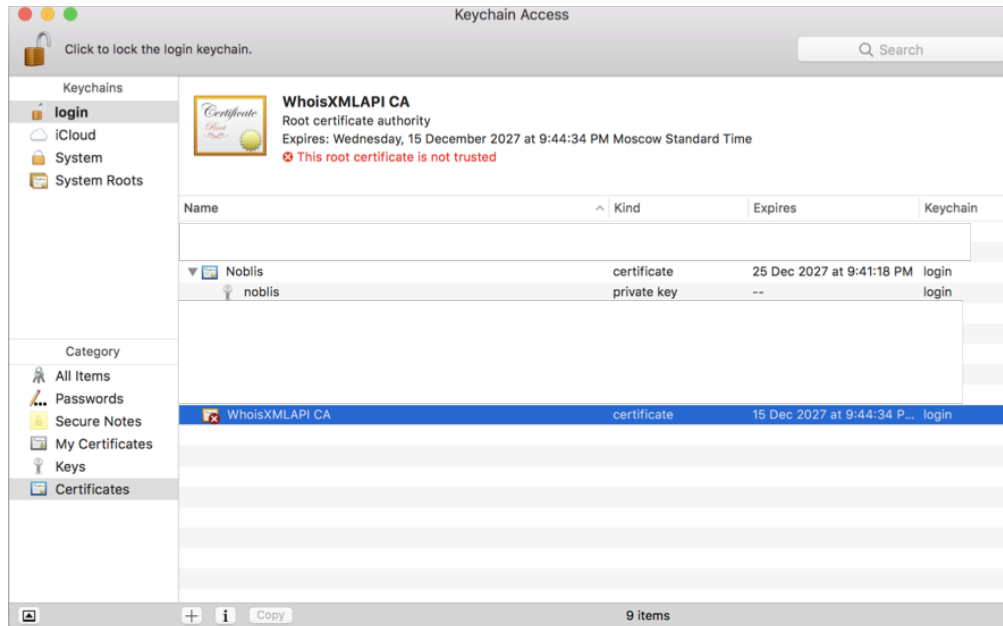 Keychain Access
Click to lock the login keychain.
Search
Keychains
login
iCloud
System
System Roots
Certificate
Root
WhoisXMLAPI CA
Root certificate authority
Expires: Wednesday, 15 December 2027 at 9:44:34 PM Moscow Standard Time
This root certificate is not trusted
Name Kind Expires Keychain
Noblis certificate 25 Dec 2027 at 9:41:18 PM login
noblis private key -- login
WhoisXMLAPI CA certificate 15 Dec 2027 at 9:44:34 P... login
Category
All Items
Passwords
Secure Notes
My Certificates
Keys
Certificates
Copy
9 items